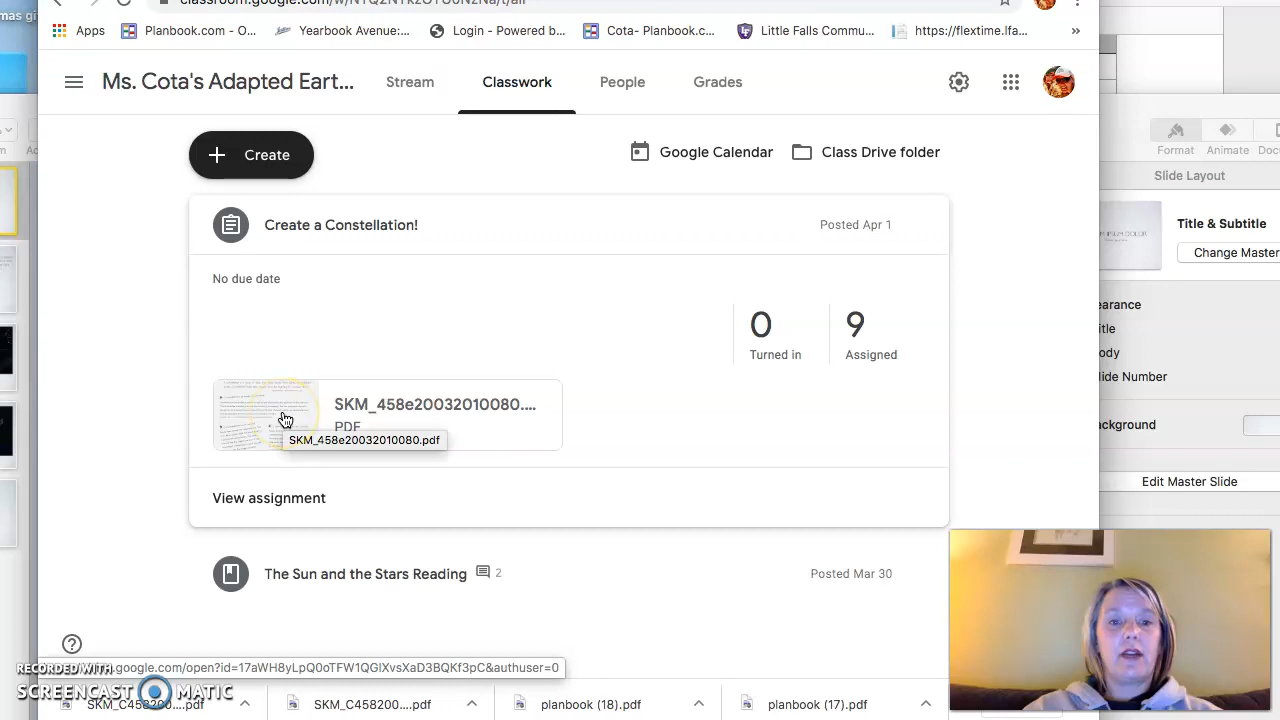 Apps Planbook.com - O... Yearbook Avenue:... Login - Powered b... Cota- Planbook.c... Little Falls Commu... https://flextime.lfa... »
Ms. Cota's Adapted Eart... Stream Classwork People Grades
Format Animate
Slide Layout
+ Create Google Calendar Class Drive folder
Create a Constellation! Posted Apr 1
Title & Subtitle
Change Master
No due date
earance
itle
ody
lide Number
0 9
Turned in Assigned
SKM_458e20032010080....
PDF
SKM_458e20032010080.pdf
ackground
Edit Master Slide
View assignment
The Sun and the Stars Reading 2 Posted Mar 30
RECORDED WITH
SCREENCAST MATIC
.google.com/open?id=17aWH8yLpQ0oTFW1QGIXvsXaD3BQKf3pC&authuser=0
SKM_C458200....pdf SKM_C458200....pdf planbook (18).pdf planbook (17).pdf